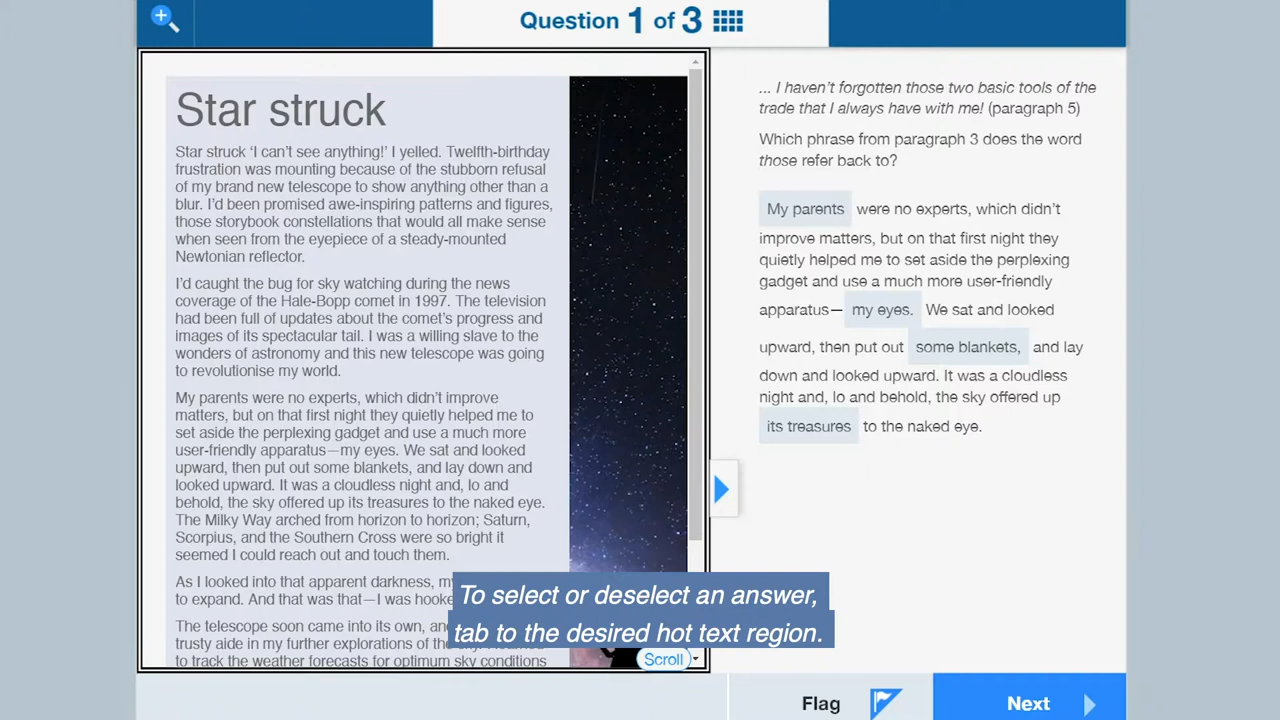 Question 1 of 3
Star struck
Star struck ‘I can’t see anything!’ I yelled. Twelfth-birthday
frustration was mounting because of the stubborn refusal
of my brand new telescope to show anything other than a
blur. I’d been promised awe-inspiring patterns and figures,
those storybook constellations that would all make sense
when seen from the eyepiece of a steady-mounted
Newtonian reflector.
I’d caught the bug for sky watching during the news
coverage of the Hale-Bopp comet in 1997. The television
had been full of updates about the comet’s progress and
images of its spectacular tail. I was a willing slave to the
wonders of astronomy and this new telescope was going
to revolutionise my world.
My parents were no experts, which didn’t improve
matters, but on that first night they quietly helped me to
set aside the perplexing gadget and use a much more
user-friendly apparatus—my eyes. We sat and looked
upward, then put out some blankets, and lay down and
looked upward. It was a cloudless night and, lo and
behold, the sky offered up its treasures to the naked eye.
The Milky Way arched from horizon to horizon; Saturn,
Scorpius, and the Southern Cross were so bright it
seemed I could reach out and touch them.
As I looked into that apparent darkness,
to expand. And that was that—I was
The telescope soon came into its own,
trusty aide in my further explorations of the
to track the weather forecasts for optimum sky conditions
Scroll
... I haven’t forgotten those two basic tools of the
trade that I always have with me! (paragraph 5)
Which phrase from paragraph 3 does the word
those refer back to?
My parents were no experts, which didn’t
improve matters, but on that first night they
quietly helped me to set aside the perplexing
gadget and use a much more user-friendly
apparatus— my eyes. We sat and looked
upward, then put out some blankets, and lay
down and looked upward. It was a cloudless
night and, lo and behold, the sky offered up
its treasures to the naked eye.
To select or deselect an answer,
tab to the desired hot text region.
Flag
Next